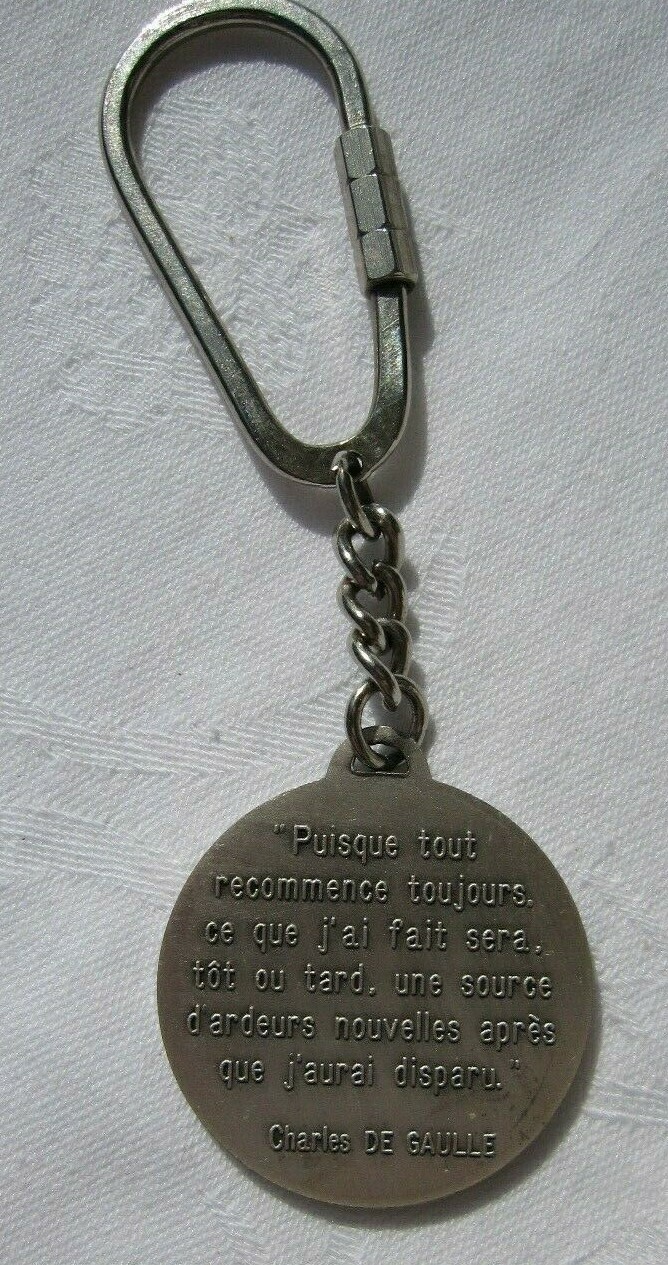 "Puisque tout
recommence toujours,
ce que j'ai fait sera,
tôt ou tard, une source
d'ardeurs nouvelles après
que j'aurai disparu."
Charles DE GAULLE